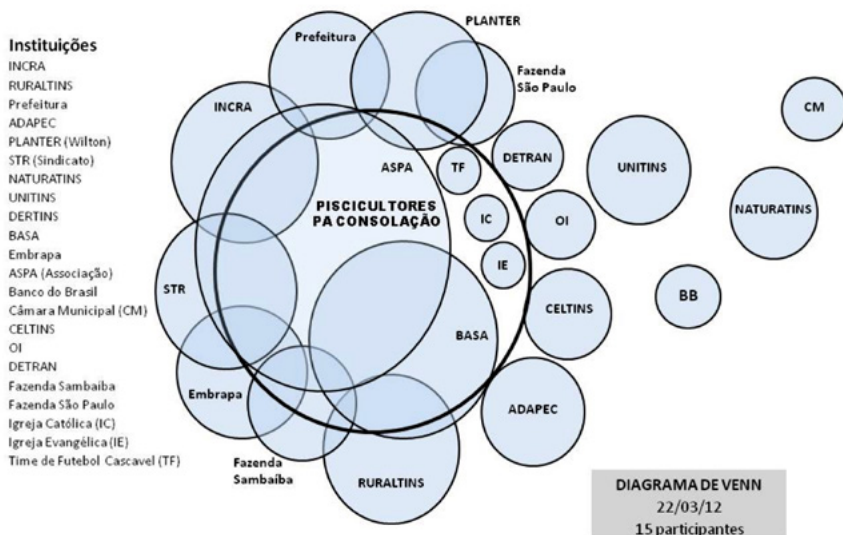 Instituições
INCRA
RURALTINS
Prefeitura
ADAPEC
PLANTER (Wilton)
STR (Sindicato)
NATURATINS
UNITINS
DERTINS
BASA
Embrapa
ASPA (Associação)
Banco do Brasil
Câmara Municipal (CM)
CELTINS
OI
DETRAN
Fazenda Sambaiba
Fazenda São Paulo
Igreja Católica (IC)
Igreja Evangélica (IE)
Time de Futebol Cascavel (TF)
Prefeitura
PLANTER
Fazenda
São Paulo
INCRA
ASPA
TF
DETRAN
UNITINS
CM
PISCICULTORES
PA CONSOLAÇÃO
IC
OI
NATURATINS
IE
STR
BB
CELTINS
BASA
Embrapa
ADAPEC
Fazenda
Sambaíba
RURALTINS
DIAGRAMA DE VENN
22/03/12
15 participantes